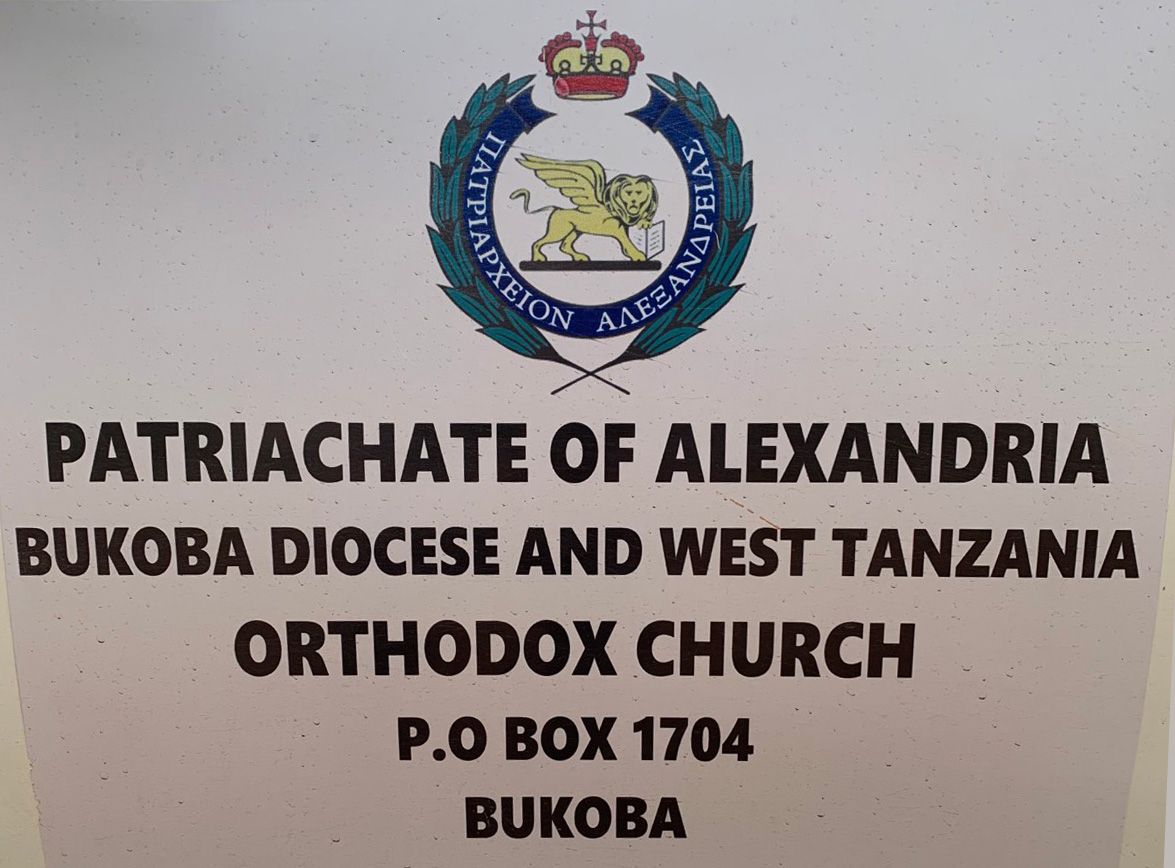 ΠΑΤΡΙΑΡΧΕΙΟΝ ΑΛΕΞΑΝΔΡΕΙΑΣ
PATRIACHATE OF ALEXANDRIA
BUKOBA DIOCESE AND WEST TANZANIA
ORTHODOX CHURCH
P.O BOX 1704
BUKOBA